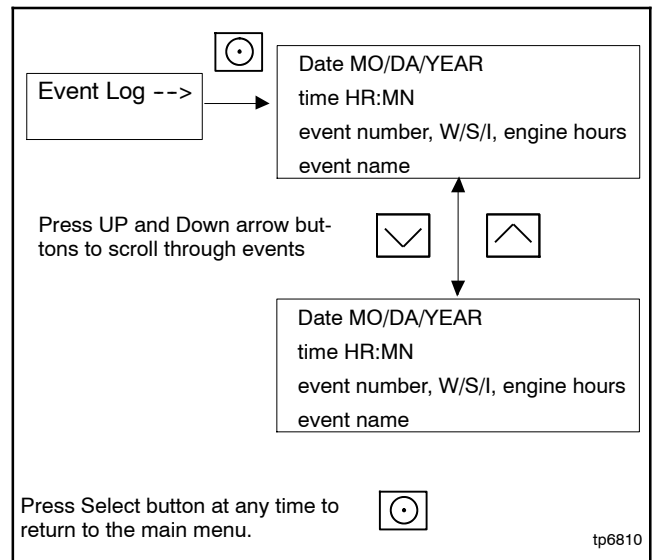 Event Log -->
Date MO/DA/YEAR
time HR:MN
event number, W/S/I, engine hours
event name
Press UP and Down arrow but-
tons to scroll through events
Date MO/DA/YEAR
time HR:MN
event number, W/S/I, engine hours
event name
Press Select button at any time to
return to the main menu.
tp6810